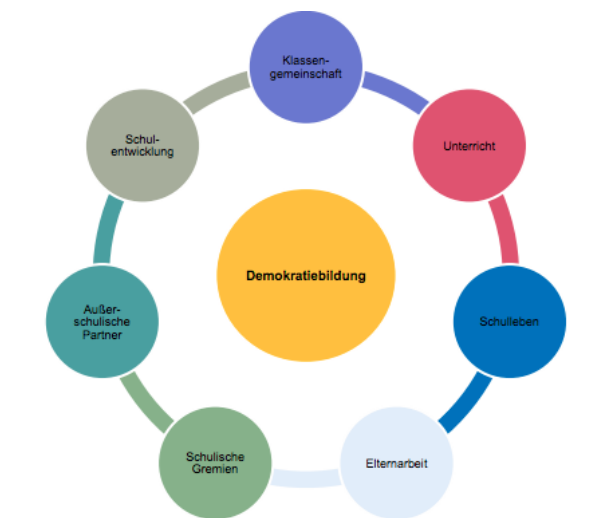 Klassen-
gemeinschaft
Unterricht
Schulleben
Elternarbeit
Schulische
Gremien
Außer-
schulische
Partner
Schul-
entwicklung
Demokratiebildung